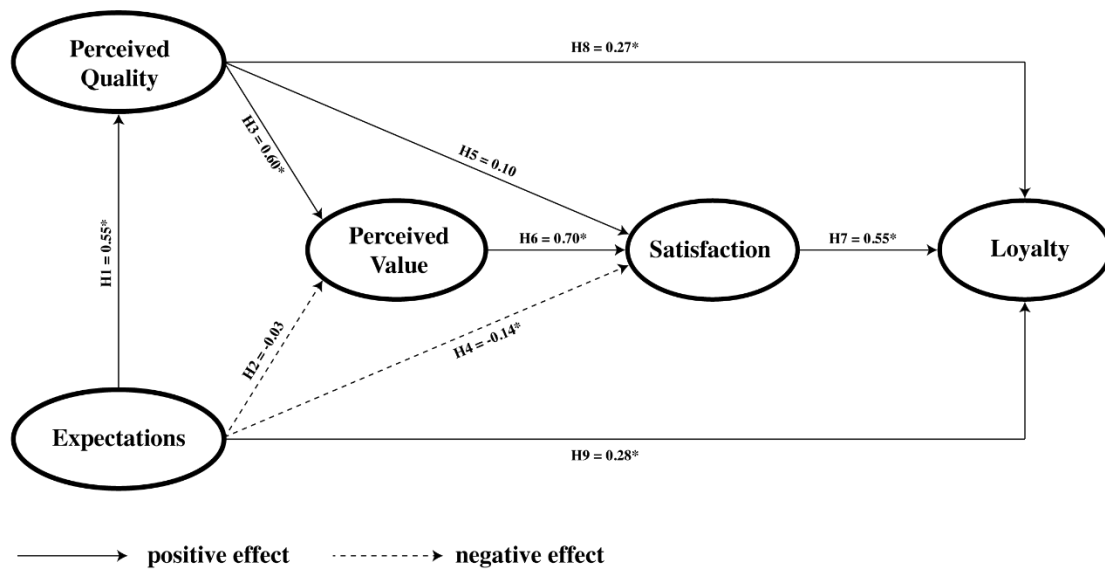 Perceived
Quality
H8 = 0.27*
H3 = 0.60*
H5 = 0.10
H1 = 0.55*
Perceived
Value
H6 = 0.70*
Satisfaction
H7 = 0.55*
Loyalty
H2 = -0.03
H4 = -0.14*
Expectations
H9 = 0.28*
positive effect
negative effect